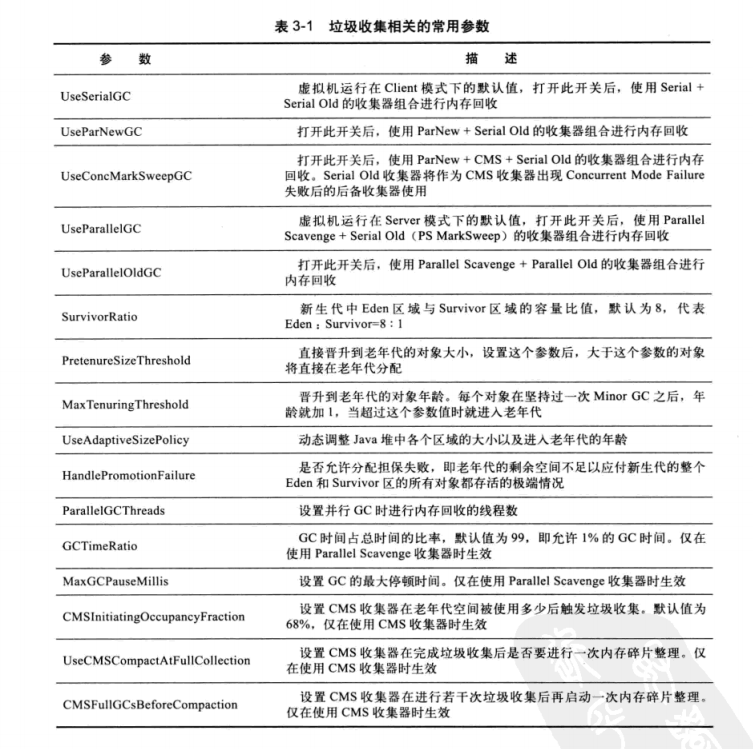 表 3-1 垃圾收集相关的常用参数
参 数 描 述
UseSerialGC
虚拟机运行在 Client 模式下的默认值，打开此开关后，使用 Serial +
Serial Old 的收集器组合进行内存回收
UseParNewGC
打开此开关后，使用 ParNew + Serial Old 的收集器组合进行内存回收
UseConcMarkSweepGC
打开此开关后，使用 ParNew + CMS + Serial Old 的收集器组合进行内存
回收。Serial Old 收集器将作为 CMS 收集器出现 Concurrent Mode Failure
失败后的后备收集器使用
UseParallelGC
虚拟机运行在 Server 模式下的默认值，打开此开关后，使用 Parallel
Scavenge + Serial Old（PS MarkSweep）的收集器组合进行内存回收
UseParallelOldGC
打开此开关后，使用 Parallel Scavenge + Parallel Old 的收集器组合进行
内存回收
SurvivorRatio
新生代中 Eden 区域与 Survivor 区域的容量比值，默认为 8，代表
Eden：Survivor=8：1
PretenureSizeThreshold
直接晋升到老年代的对象大小，设置这个参数后，大于这个参数的对象
将直接在老年代分配
MaxTenuringThreshold
晋升到老年代的对象年龄。每个对象在坚持过一次 Minor GC 之后，年
龄就加 1，当超过这个参数值时就进入老年代
UseAdaptiveSizePolicy
动态调整 Java 堆中各个区域的大小以及进入老年代的年龄
HandlePromotionFailure
是否允许分配担保失败，即老年代的剩余空间不足以应付新生代的整个
Eden 和 Survivor 区的所有对象都存活的极端情况
ParallelGCThreads
设置并行 GC 时进行内存回收的线程数
GCTimeRatio
GC 时间占总时间的比率，默认值为 99，即允许 1% 的 GC 时间。仅在
使用 Parallel Scavenge 收集器时生效
MaxGCPauseMillis
设置 GC 的最大停顿时间。仅在使用 Parallel Scavenge 收集器时生效
CMSInitiatingOccupancyFraction
设置 CMS 收集器在老年代空间被使用多少后触发垃圾收集。默认值为
68%，仅在使用 CMS 收集器时生效
UseCMSCompactAtFullCollection
设置 CMS 收集器在完成垃圾收集后是否要进行一次内存碎片整理。仅
在使用 CMS 收集器时生效
CMSFullGCsBeforeCompaction
设置 CMS 收集器在进行若干次垃圾收集后再启动一次内存碎片整理。
仅在使用 CMS 收集器时生效